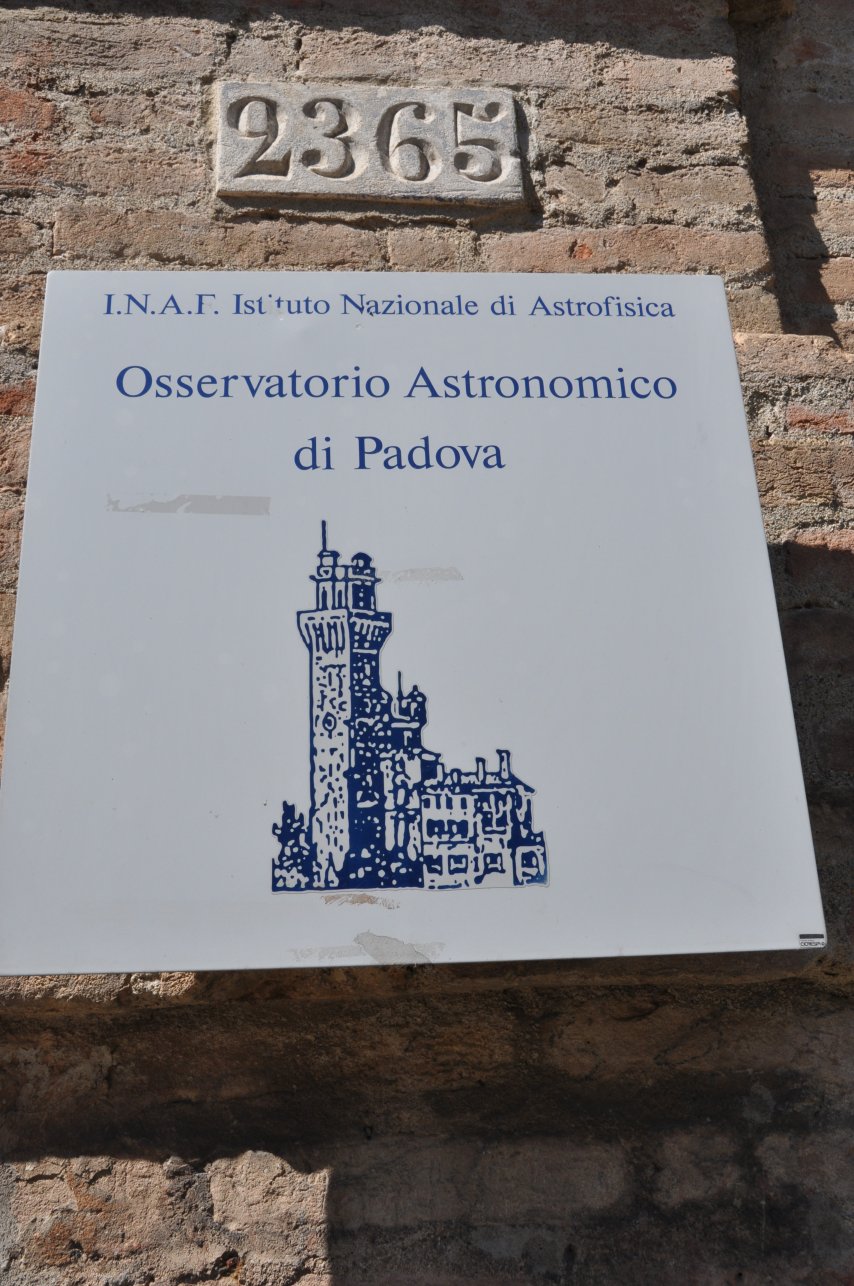 2365
I.N.A.F. Istituto Nazionale di Astrofisica
Osservatorio Astronomico
di Padova